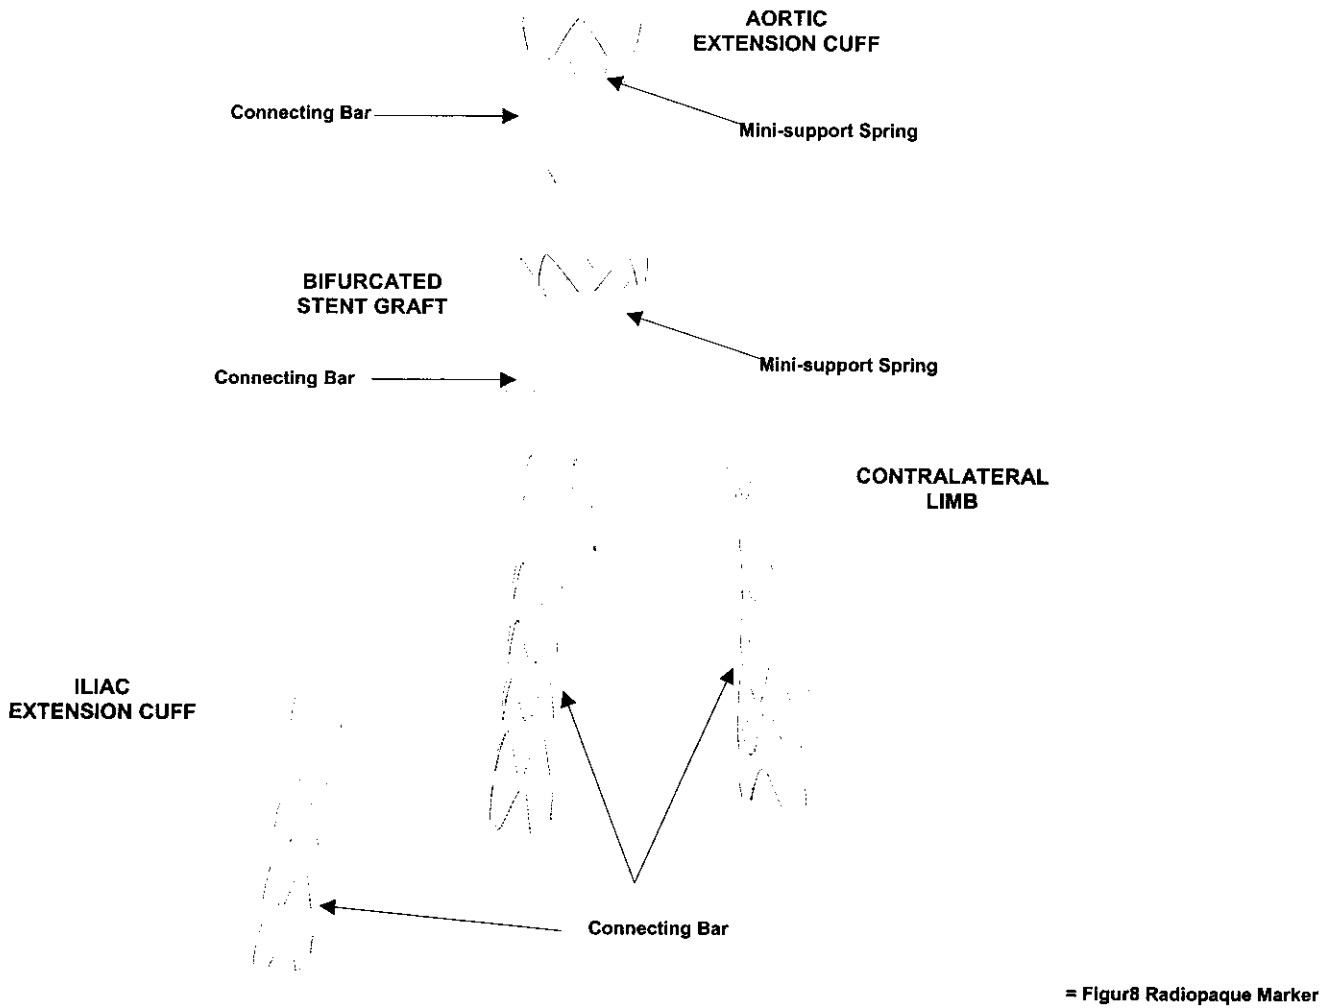 AORTIC
EXTENSION CUFF
Connecting Bar
Mini-support Spring
BIFURCATED
STENT GRAFT
Mini-support Spring
Connecting Bar
CONTRALATERAL
LIMB
ILIAC
EXTENSION CUFF
Connecting Bar
= Figur8 Radiopaque Marker